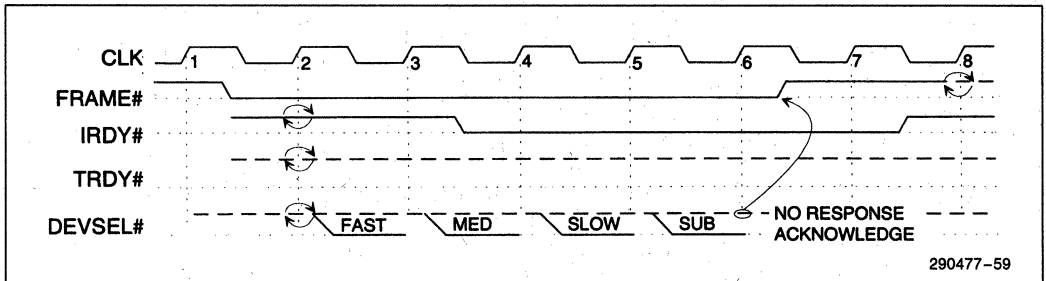 CLK 1 2 3 4 5 6 7 8
FRAME#
IRDY#
TRDY#
DEVSEL# FAST MED SLOW SUB NO RESPONSE
ACKNOWLEDGE
290477–59